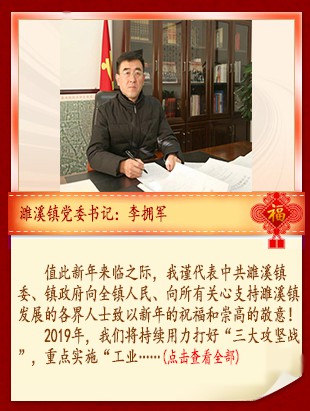 濉溪镇党委书记：李拥军
福
值此新年来临之际，我谨代表中共濉溪镇
委、镇政府向全镇人民、向所有关心支持濉溪镇
发展的各界人士致以新年的祝福和崇高的敬意！
2019年，我们将持续用力打好“三大攻坚战
”，重点实施“工业……(点击查看全部)